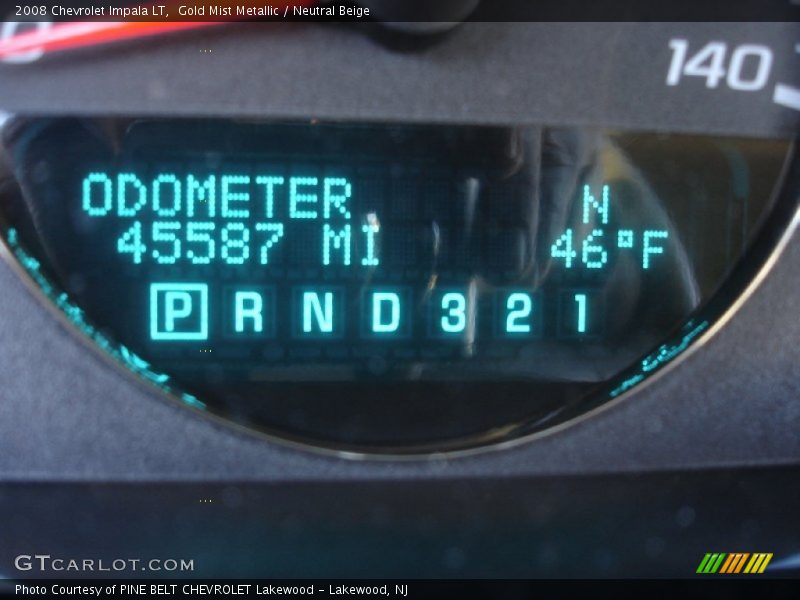 2008 Chevrolet Impala LT, Gold Mist Metallic / Neutral Beige
140
ODOMETER N
45587 MI 46°F
P R N D 3 2 1
GTCARLOT.COM
Photo Courtesy of PINE BELT CHEVROLET Lakewood - Lakewood, NJ